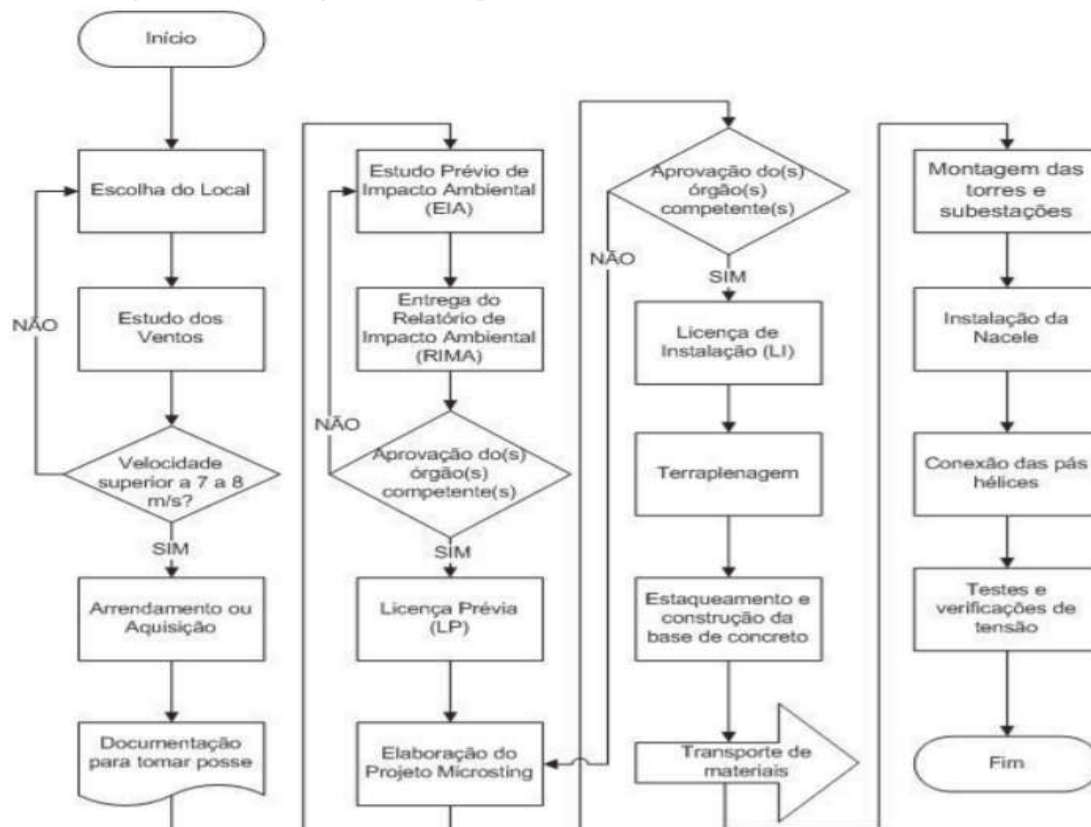 Início
Escolha do Local
NÃO
Estudo dos
Ventos
Velocidade
superior a 7 a 8
m/s?
SIM
Arrendamento ou
Aquisição
Documentação
para tomar posse
Estudo Prévio de
Impacto Ambiental
(EIA)
Entrega do
Relatório de
Impacto Ambiental
(RIMA)
NÃO
Aprovação do(s)
órgão(s)
competente(s)
SIM
Licença Prévia
(LP)
Elaboração do
Projeto Microsting
Aprovação do(s)
órgão(s)
competente(s)
NÃO
SIM
Licença de
Instalação (LI)
Terraplenagem
Estaqueamento e
construção da
base de concreto
Transporte de
materiais
Montagem das
torres e
subestações
Instalação da
Nacele
Conexão das pás
hélices
Testes e
verificações de
tensão
Fim